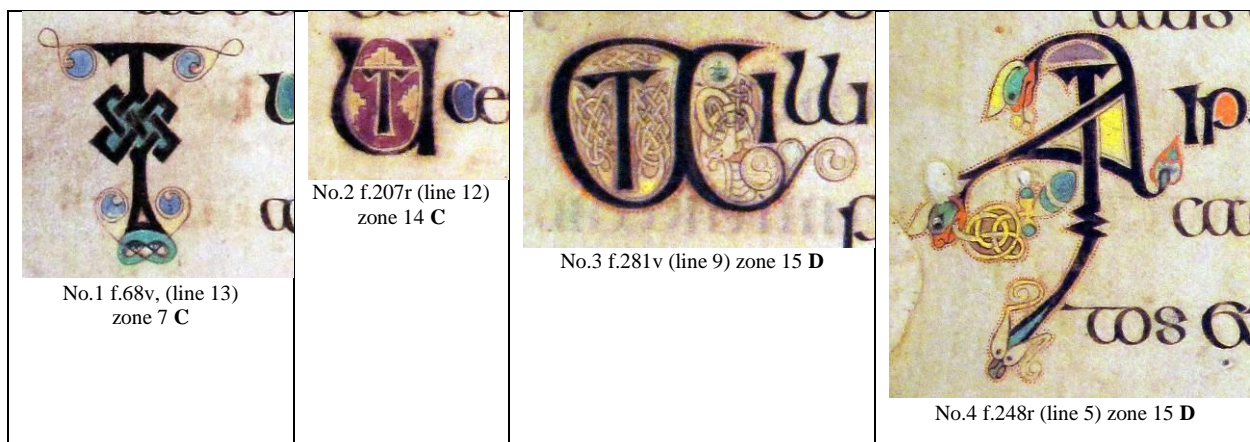 T
No.1 f.68v, (line 13)
zone 7 C
No.2 f.207r (line 12)
zone 14 C
No.3 f.281v (line 9) zone 15 D
tos
No.4 f.248r (line 5) zone 15 D